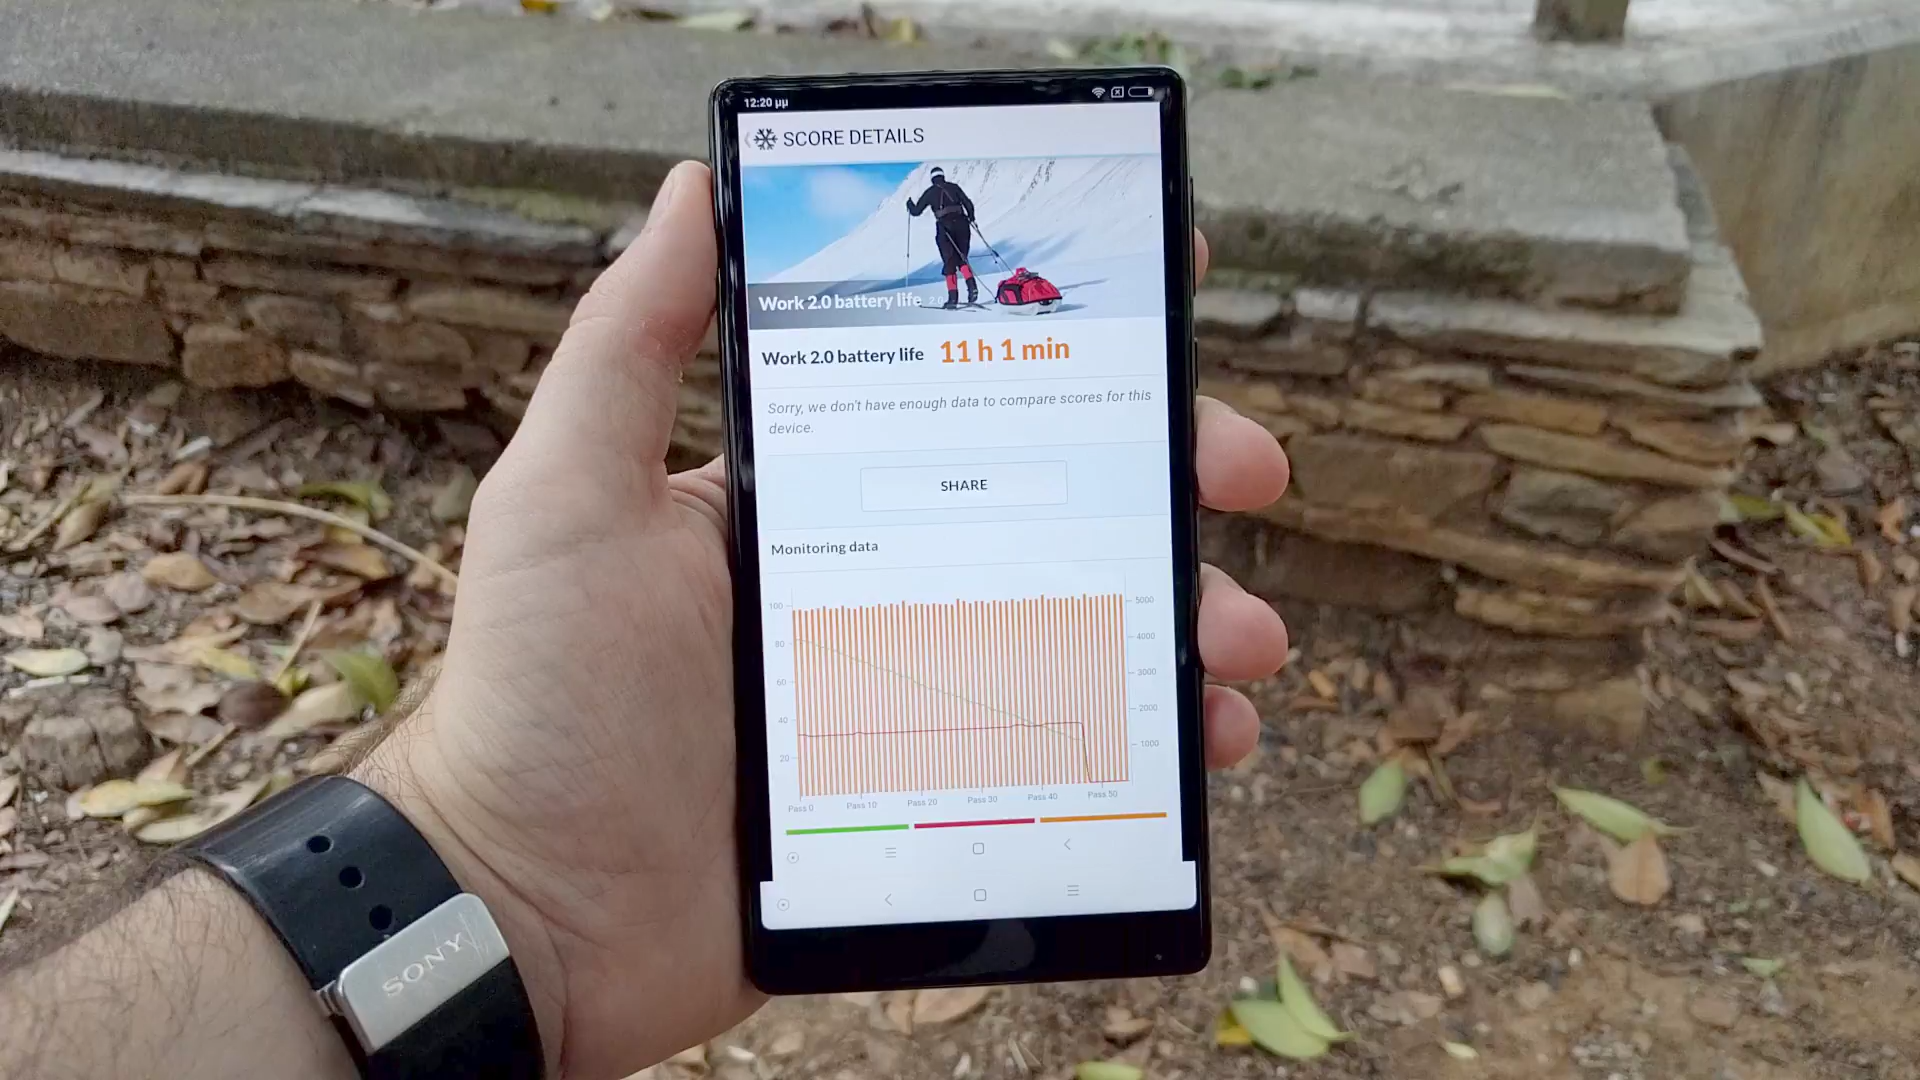 12:20 μμ
SCORE DETAILS
Work 2.0 battery life 2.0
Work 2.0 battery life 11 h 1 min
Sorry, we don't have enough data to compare scores for this
device.
SHARE
Monitoring data
100
80
60
40
20
5000
4000
3000
2000
1000
Pass 0 Pass 10 Pass 20 Pass 30 Pass 40 Pass 50
SONY